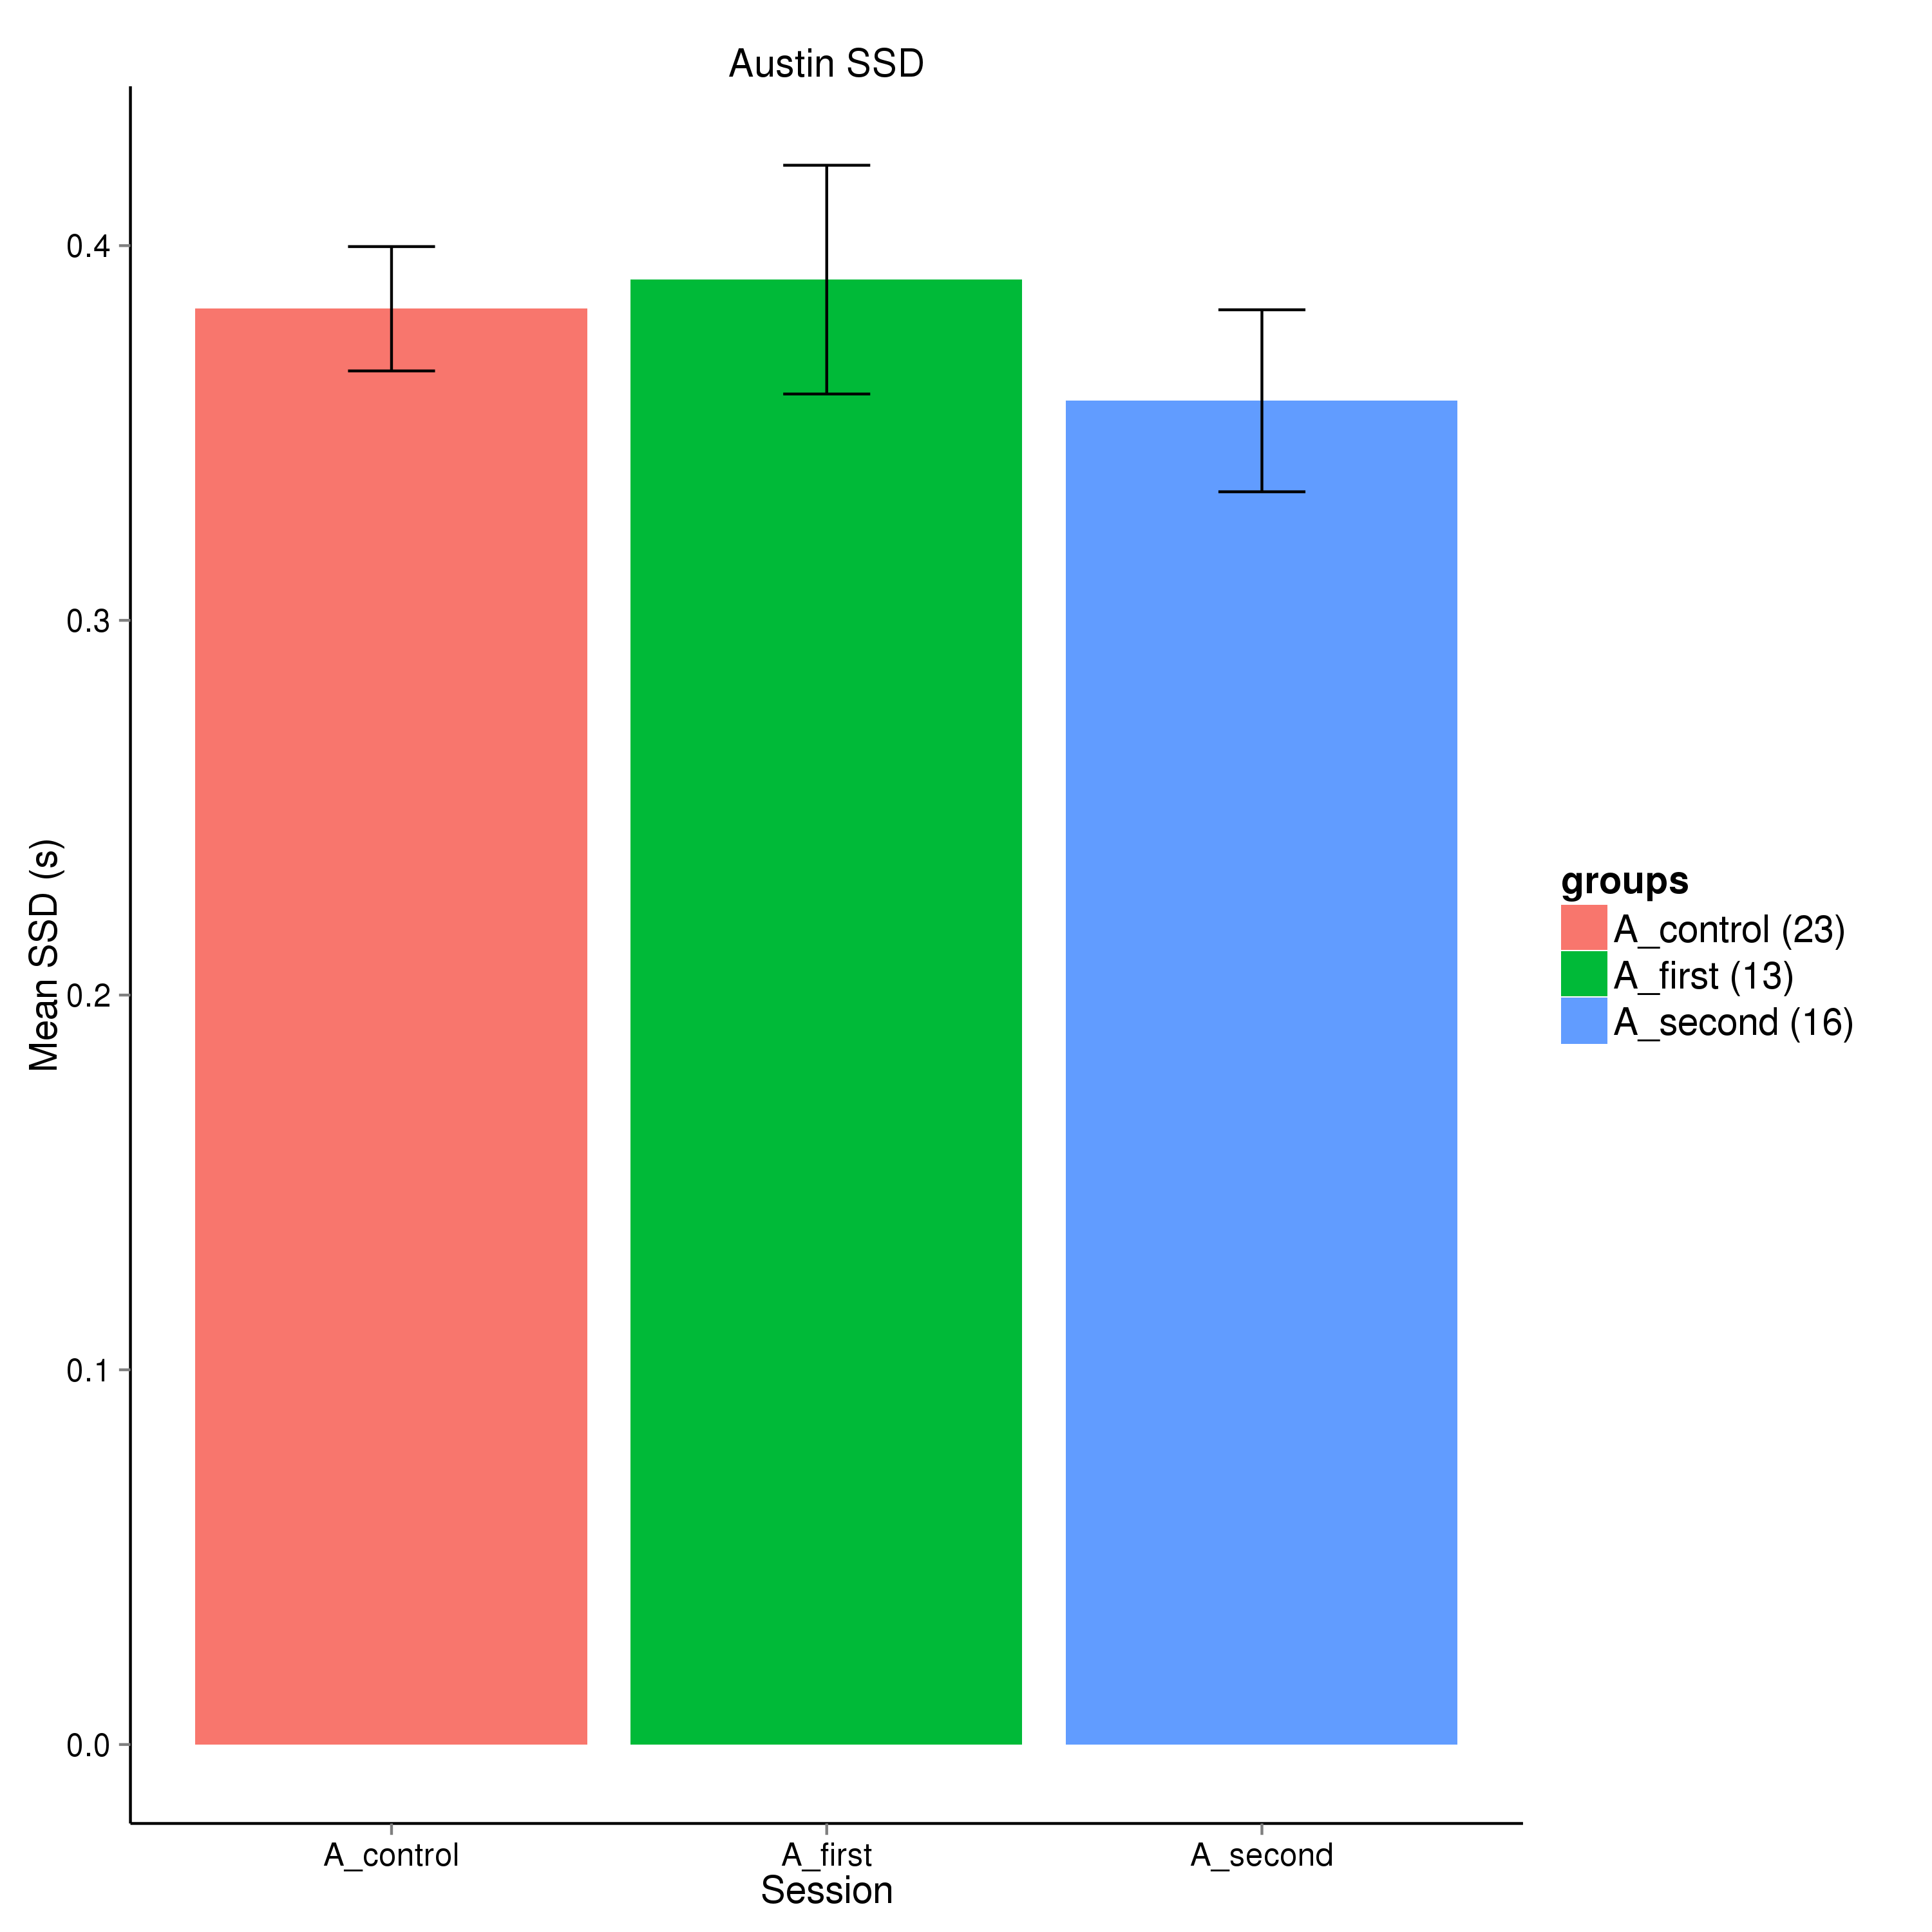 Austin SSD
Mean SSD (s)
0.4
0.3
0.2
0.1
0.0
A_control
A_first
A_second
Session
groups
A_control (23)
A_first (13)
A_second (16)